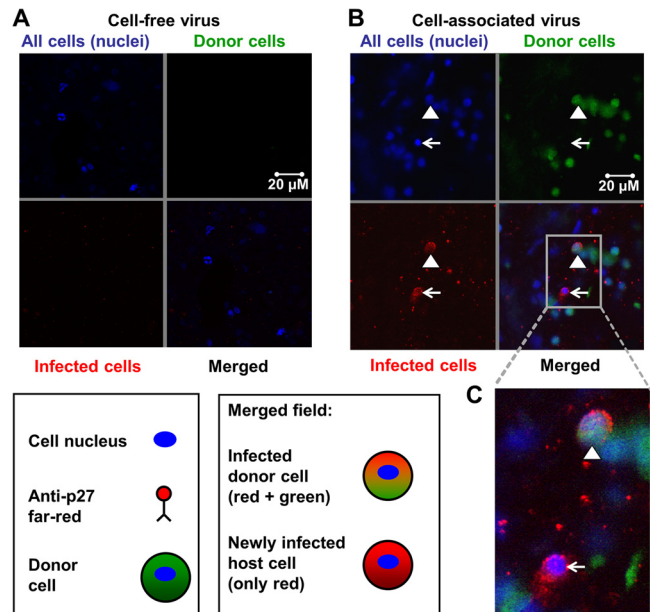 A
Cell-free virus
All cells (nuclei) Donor cells
20 µM
Infected cells Merged
B
Cell-associated virus
All cells (nuclei) Donor cells
20 µM
Infected cells Merged
Cell nucleus
Anti-p27
far-red
Donor
cell
Merged field:
Infected
donor cell
(red + green)
Newly infected
host cell
(only red)
C